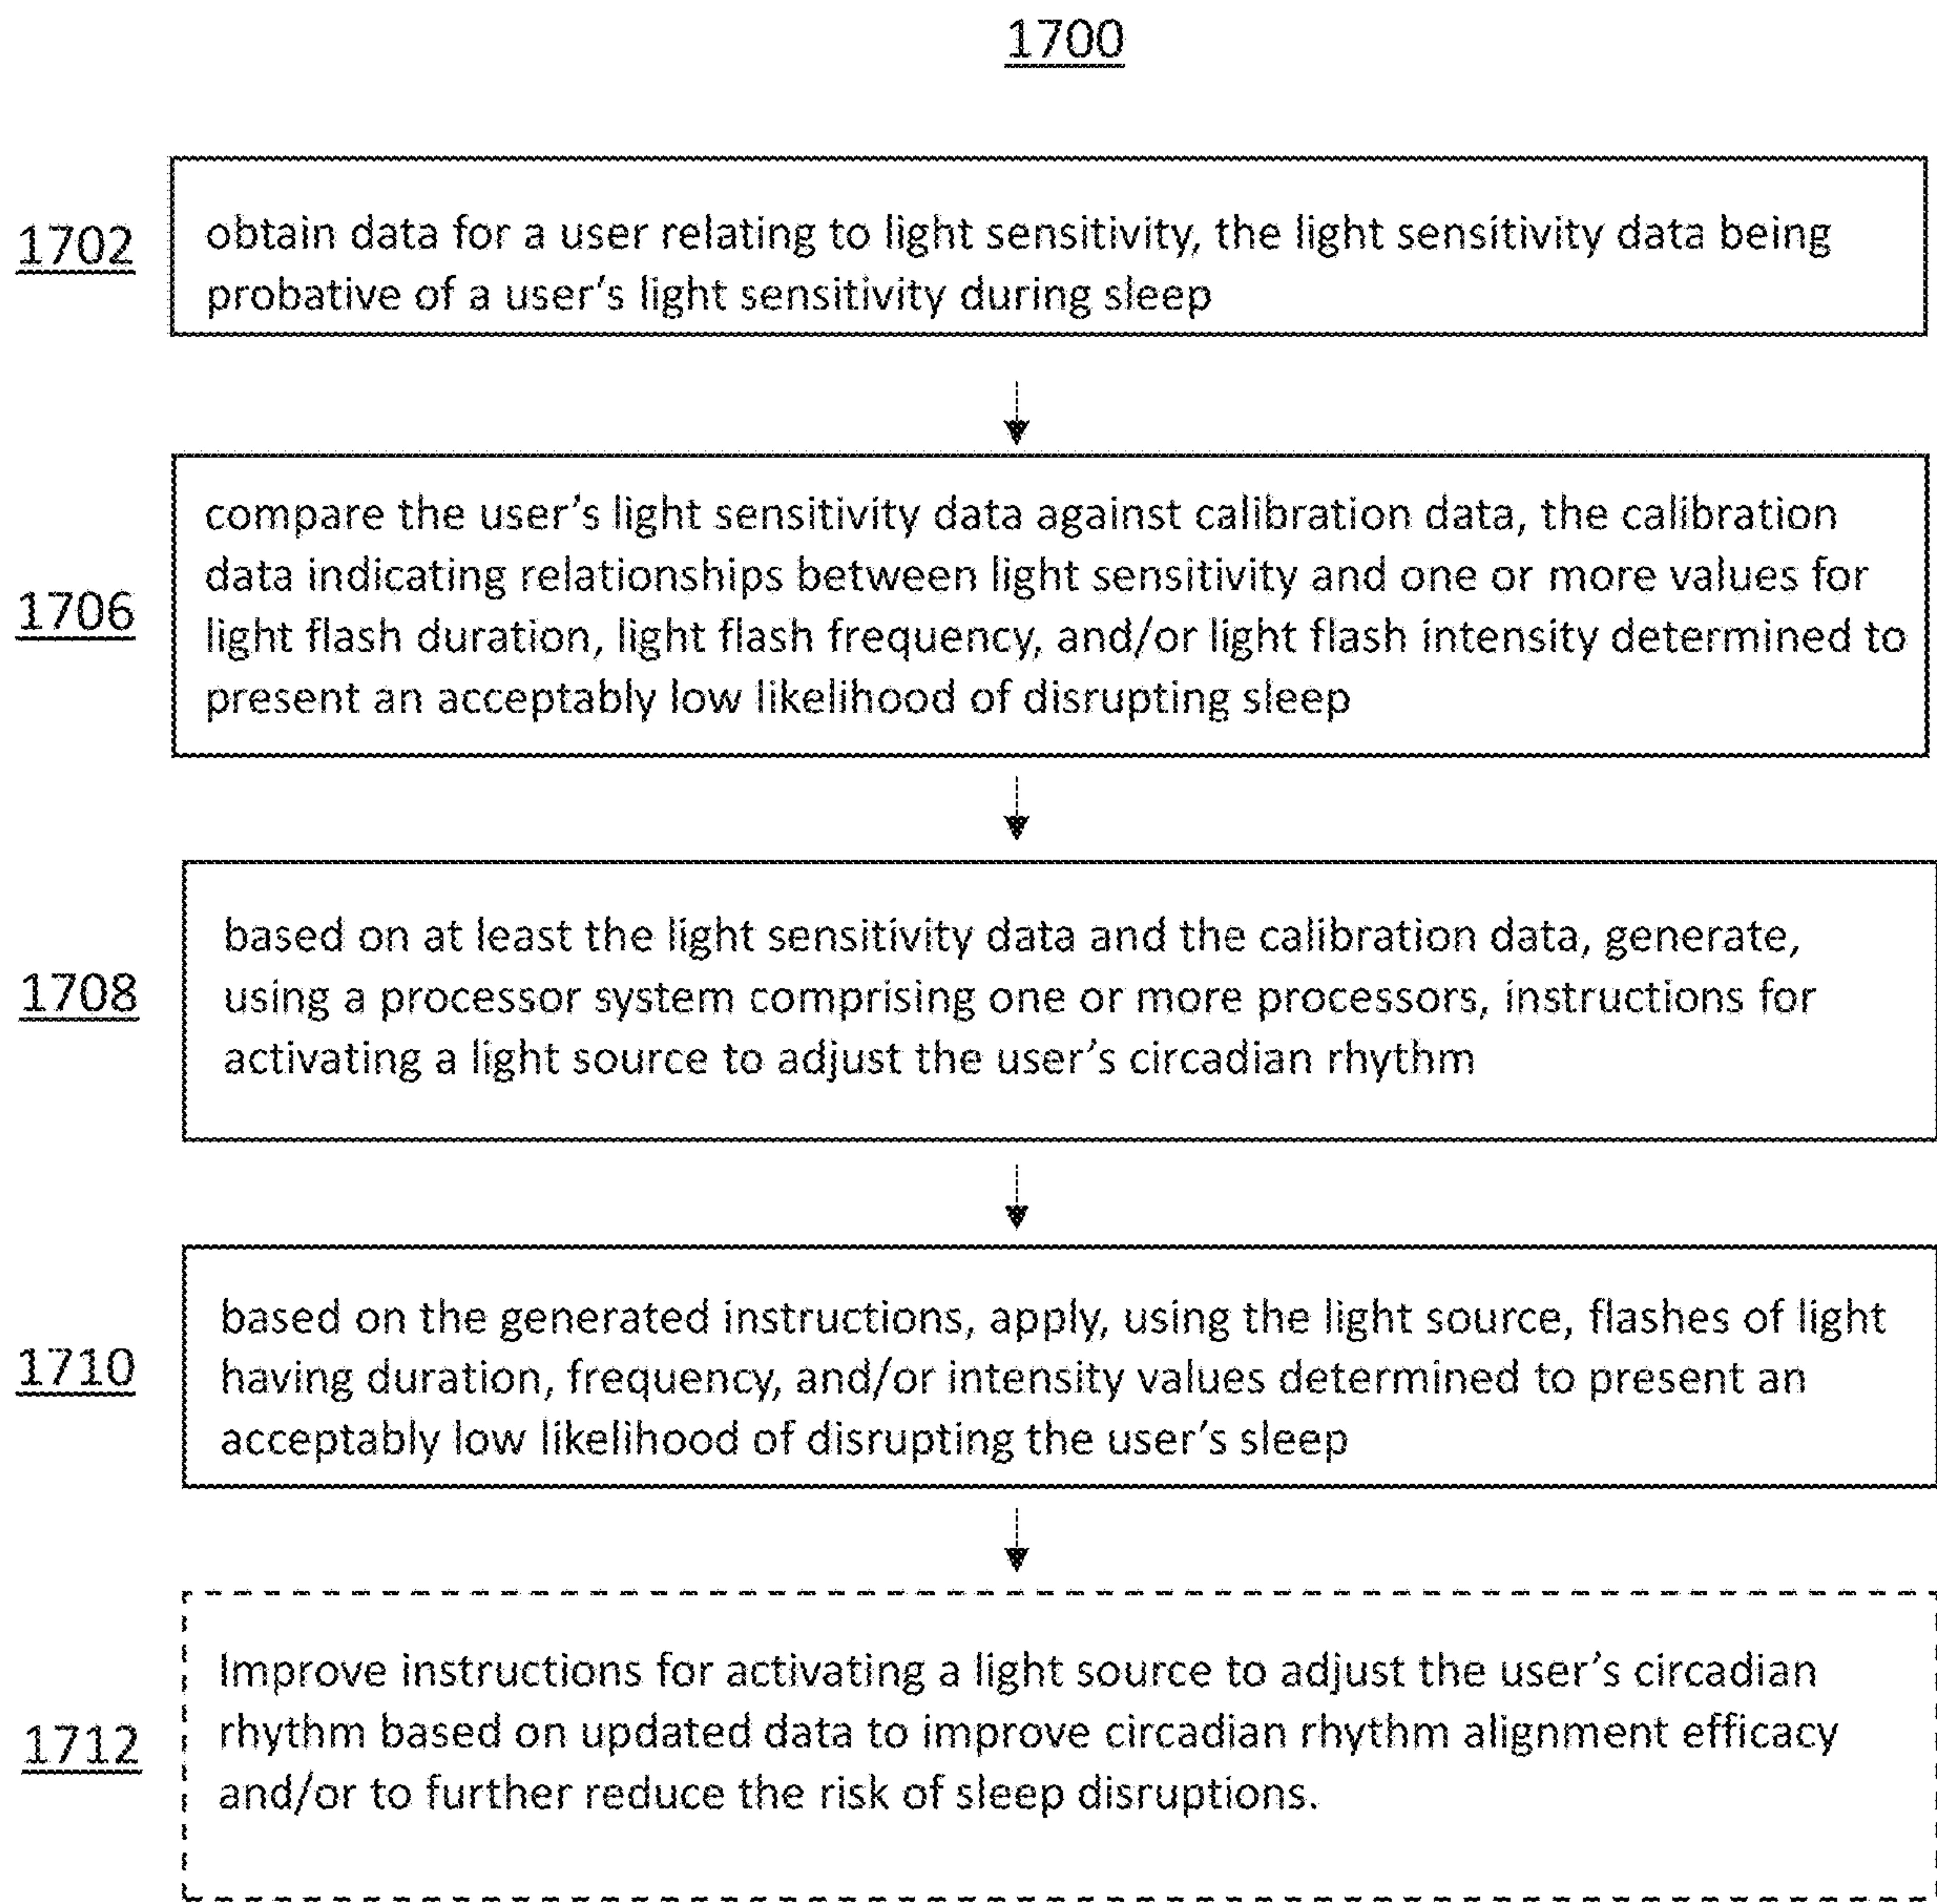 1700
1702
obtain data for a user relating to light sensitivity, the light sensitivity data being
probative of a user's light sensitivity during sleep
1706
compare the user's light sensitivity data against calibration data, the calibration
data indicating relationships between light sensitivity and one or more values for
light flash duration, light flash frequency, and/or light flash intensity determined to
present an acceptably low likelihood of disrupting sleep
1708
based on at least the light sensitivity data and the calibration data, generate,
using a processor system comprising one or more processors, instructions for
activating a light source to adjust the user's circadian rhythm
1710
based on the generated instructions, apply, using the light source, flashes of light
having duration, frequency, and/or intensity values determined to present an
acceptably low likelihood of disrupting the user's sleep
1712
Improve instructions for activating a light source to adjust the user's circadian
rhythm based on updated data to improve circadian rhythm alignment efficacy
and/or to further reduce the risk of sleep disruptions.